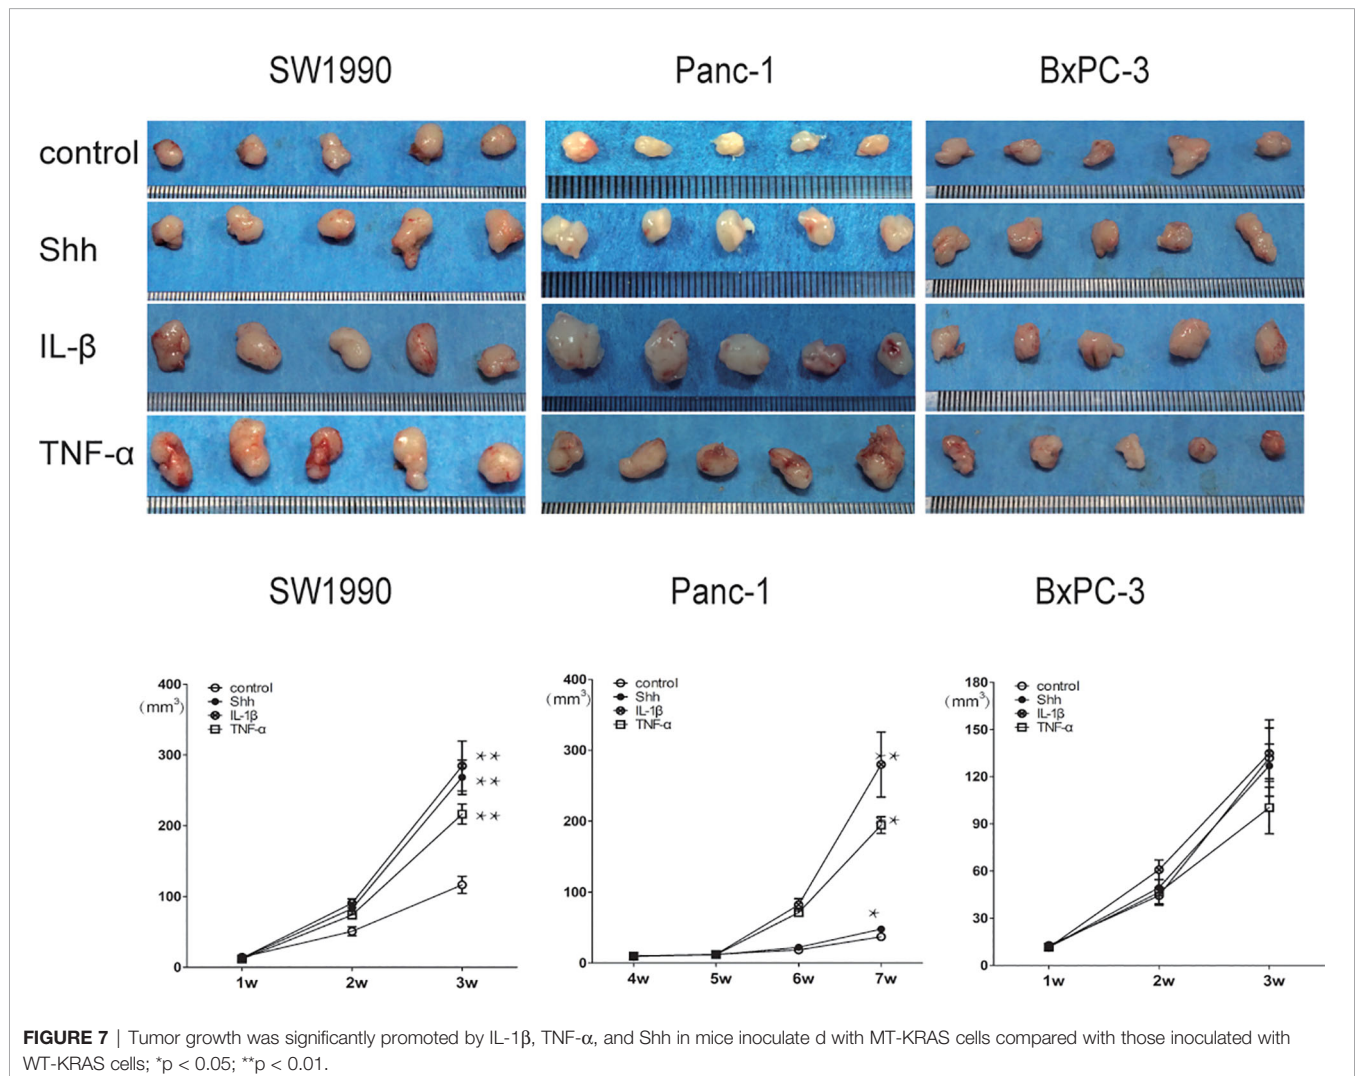 SW1990
Panc-1
BxPC-3
control
Shh
IL-β
TNF-α
SW1990
Panc-1
BxPC-3
400
(mm³)
300
200
100
0
control
Shh
IL-1β
TNF-α
**
**
**
1w
2w
3w
400
(mm³)
300
200
100
0
control
Shh
IL-1β
TNF-α
**
*
*
4w
5w
6w
7w
180
(mm³)
150
120
90
60
30
0
control
Shh
IL-1β
TNF-α
1w
2w
3w
FIGURE 7 | Tumor growth was significantly promoted by IL-1β, TNF-α, and Shh in mice inoculate d with MT-KRAS cells compared with those inoculated with
WT-KRAS cells; *p < 0.05; **p < 0.01.